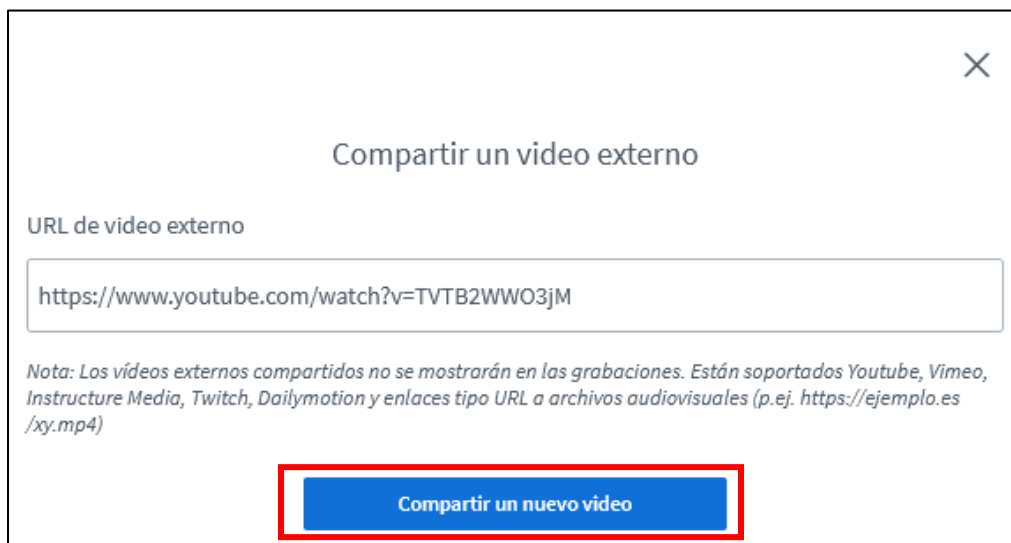 Compartir un video externo
URL de video externo
https://www.youtube.com/watch?v=TVTB2WWO3jM
Nota: Los vídeos externos compartidos no se mostrarán en las grabaciones. Están soportados Youtube, Vimeo,
Instructure Media, Twitch, Dailymotion y enlaces tipo URL a archivos audiovisuales (p.ej. https://ejemplo.es
/xy.mp4)
Compartir un nuevo video